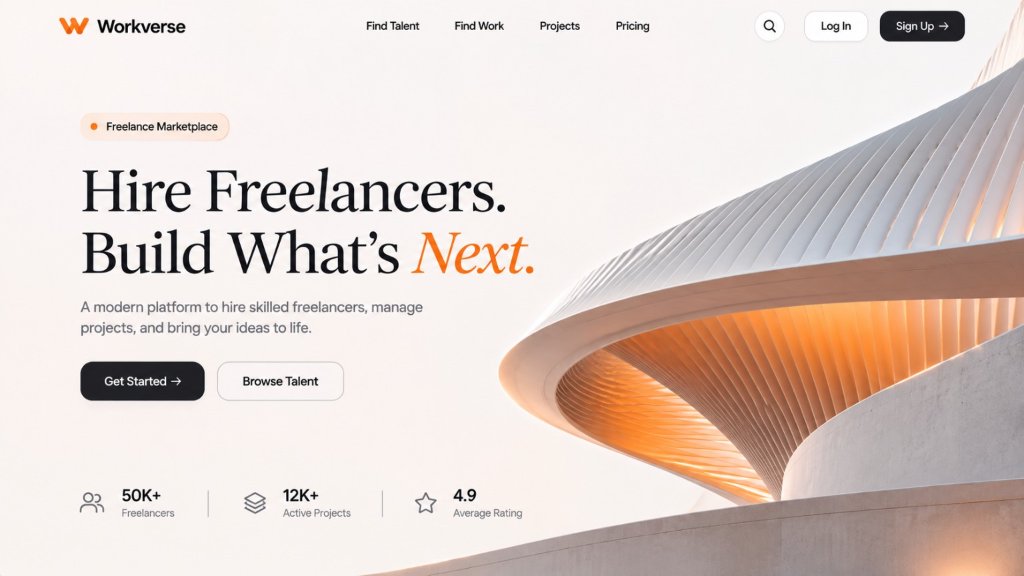 Workverse
Find Talent
Find Work
Projects
Pricing
Log In
Sign Up →
Freelance Marketplace
Hire Freelancers.
Build What's Next.
A modern platform to hire skilled freelancers, manage
projects, and bring your ideas to life.
Get Started →
Browse Talent
50K+
Freelancers
12K+
Active Projects
4.9
Average Rating